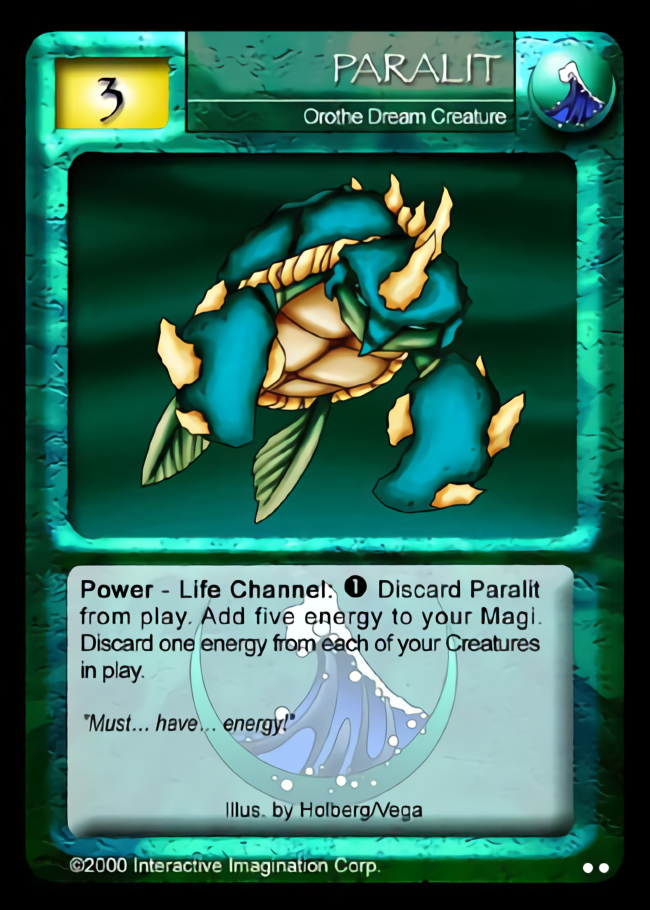 3
PARALIT
Orothe Dream Creature
Power - Life Channel: ❶ Discard Paralit
from play. Add five energy to your Magi.
Discard one energy from each of your Creatures
in play.
"Must... have... energy!"
Illus. by Holberg/Vega
©2000 Interactive Imagination Corp.